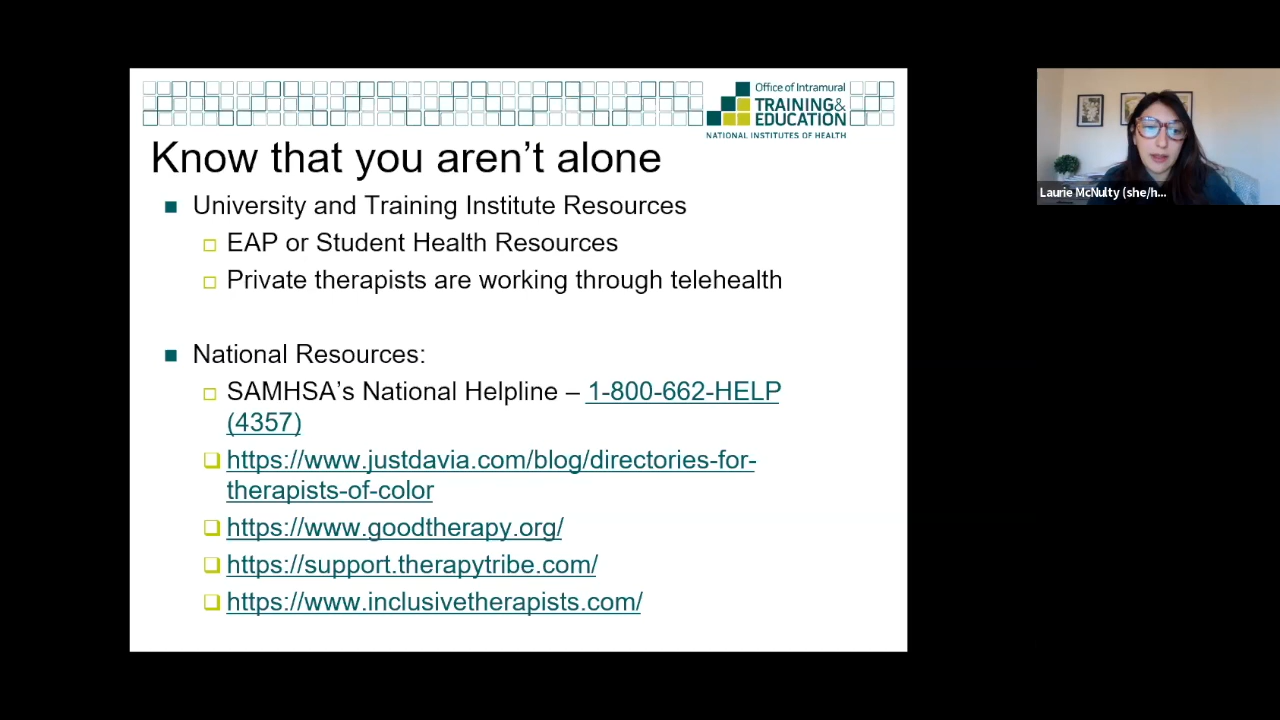 Office of Intramural
TRAINING&
EDUCATION
NATIONAL INSTITUTES OF HEALTH
Know that you aren't alone
University and Training Institute Resources
EAP or Student Health Resources
Private therapists are working through telehealth
National Resources:
SAMHSA's National Helpline – 1-800-662-HELP
(4357)
https://www.justdavia.com/blog/directories-for-
therapists-of-color
https://www.goodtherapy.org/
https://support.therapytribe.com/
https://www.inclusivetherapists.com/
Laurie McNulty (she/h...